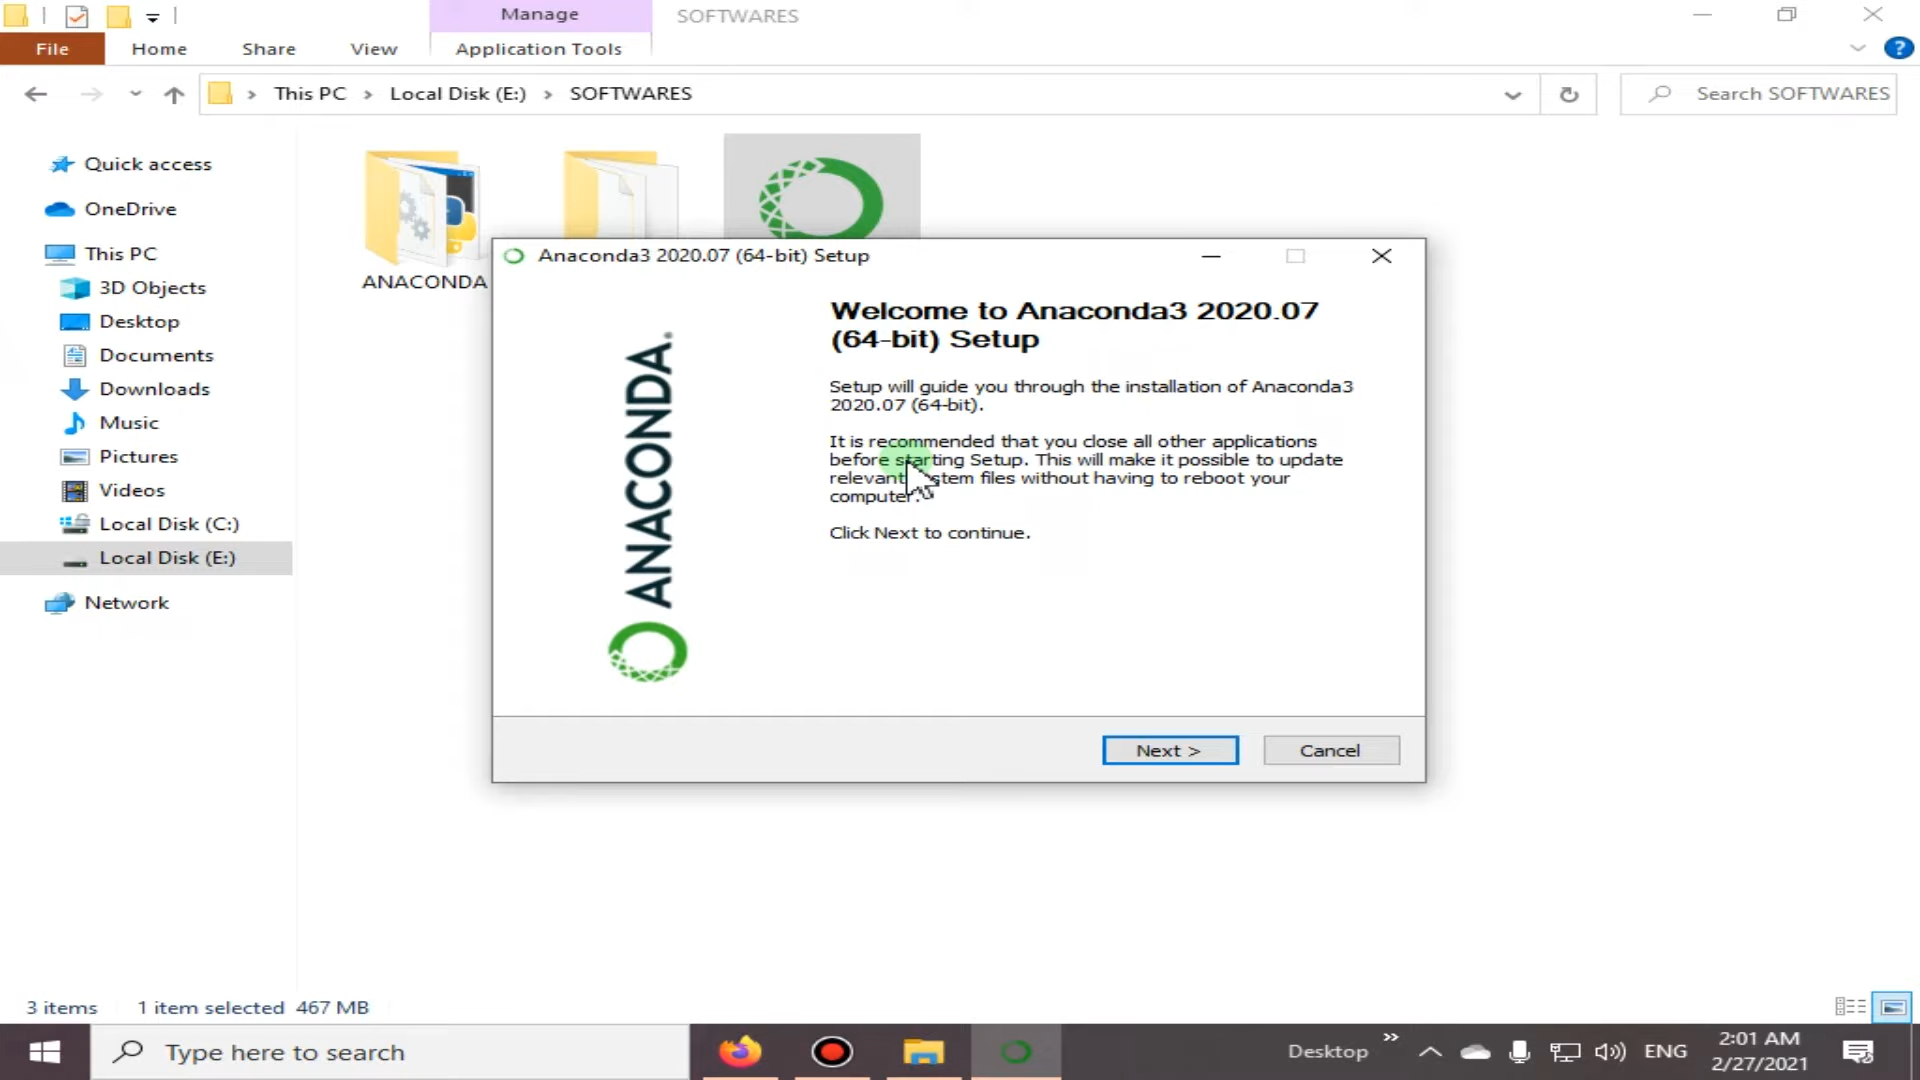 Manage
SOFTWARES
File
Home
Share
View
Application Tools
?
This PC
Local Disk (E:)
SOFTWARES
Search SOFTWARES
Quick access
OneDrive
This PC
3D Objects
Desktop
Documents
Downloads
Music
Pictures
Videos
Local Disk (C:)
Local Disk (E:)
Network
ANACONDA
Anaconda3 2020.07 (64-bit) Setup
ANACONDA.
Welcome to Anaconda3 2020.07
(64-bit) Setup
Setup will guide you through the installation of Anaconda3
2020.07 (64-bit).
It is recommended that you close all other applications
before starting Setup. This will make it possible to update
relevant system files without having to reboot your
computer.
Click Next to continue.
Next >
Cancel
3 items
1 item selected 467 MB
Type here to search
Desktop
ENG
2:01 AM
2/27/2021